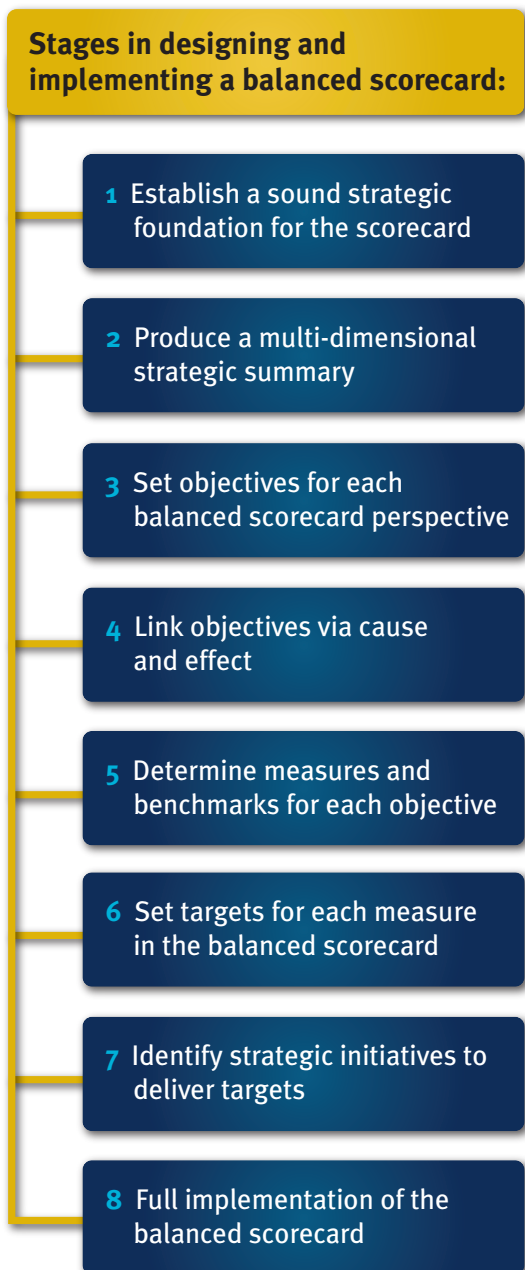 Stages in designing and
implementing a balanced scorecard:
1 Establish a sound strategic
foundation for the scorecard
2 Produce a multi-dimensional
strategic summary
3 Set objectives for each
balanced scorecard perspective
4 Link objectives via cause
and effect
5 Determine measures and
benchmarks for each objective
6 Set targets for each measure
in the balanced scorecard
7 Identify strategic initiatives to
deliver targets
8 Full implementation of the
balanced scorecard